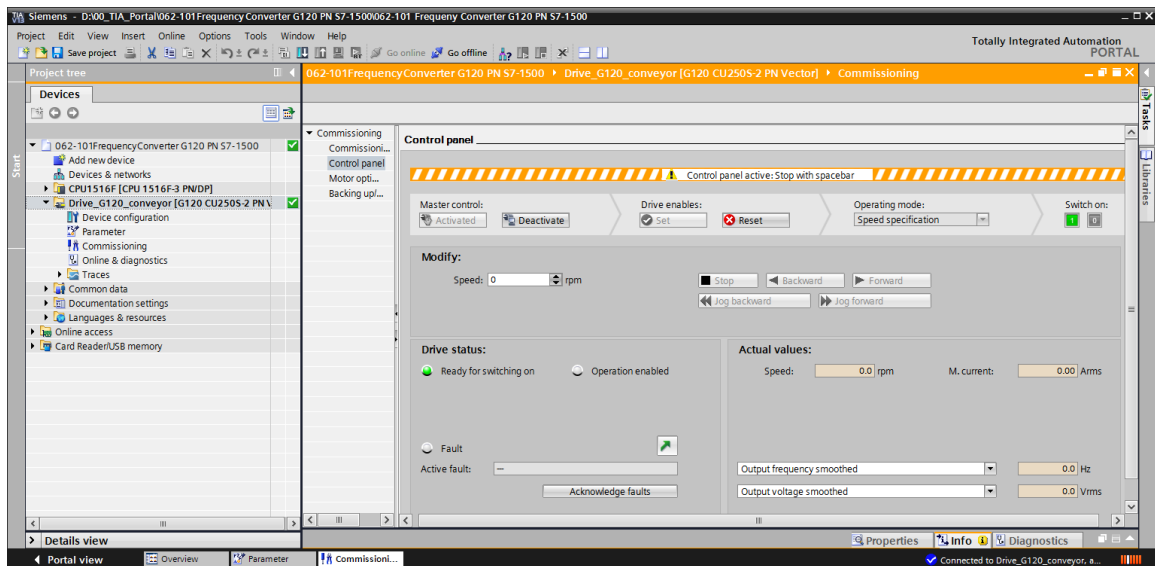 Siemens - D:\00_TIA_Portal\062-101Frequency Converter G120 PN S7-1500\062-101 Frequeny Converter G120 PN S7-1500
Project Edit View Insert Online Options Tools Window Help
Totally Integrated Automation
PORTAL
Save project Go online Go offline
Project tree
062-101FrequencyConverter G120 PN S7-1500 Drive_G120_conveyor [G120 CU250S-2 PN Vector] Commissioning
Devices
Start
Tasks
Libraries
062-101FrequencyConverter G120 PN S7-1500
Add new device
Devices & networks
CPU1516F [CPU 1516F-3 PN/DP]
Drive_G120_conveyor [G120 CU250S-2 PN V
Device configuration
Parameter
Commissioning
Online & diagnostics
Traces
Common data
Documentation settings
Languages & resources
Online access
Card Reader/USB memory
Commissioning
Commissioni...
Control panel
Motor opti...
Backing up/...
Control panel
Control panel active: Stop with spacebar
Master control: Drive enables: Operating mode: Switch on:
Activated Deactivate Set Reset Speed specification 1 0
Modify:
Speed: 0 rpm
Stop Backward Forward
Jog backward Jog forward
Drive status:
Ready for switching on Operation enabled
Fault
Active fault: —
Acknowledge faults
Actual values:
Speed: 0.0 rpm M. current: 0.00 Arms
Output frequency smoothed 0.0 Hz
Output voltage smoothed 0.0 Vrms
Details view
Properties Info Diagnostics
Portal view Overview Parameter Commissioni...
Connected to Drive_G120_conveyor, a...